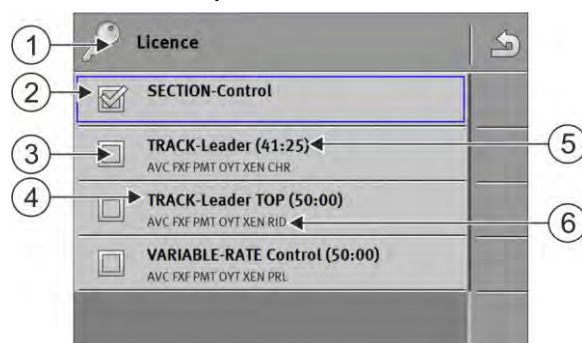 1
Licence
2
SECTION-Control
3
TRACK-Leader (41:25)
5
AVC FXF PMT OYT XEN CHR
4
TRACK-Leader TOP (50:00)
AVC FXF PMT OYT XEN RID
6
VARIABLE-RATE Control (50:00)
AVC FXF PMT OYT XEN PRL